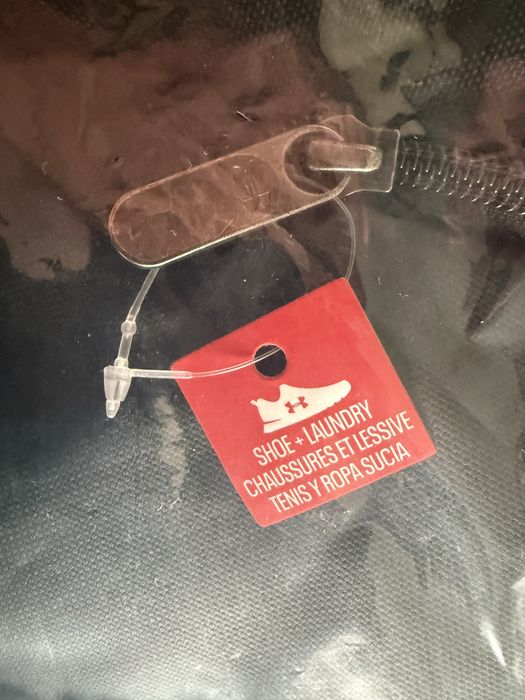 SHOE + LAUNDRY
CHAUSSURES ET LESSIVE
TENIS Y ROPA SUCIA